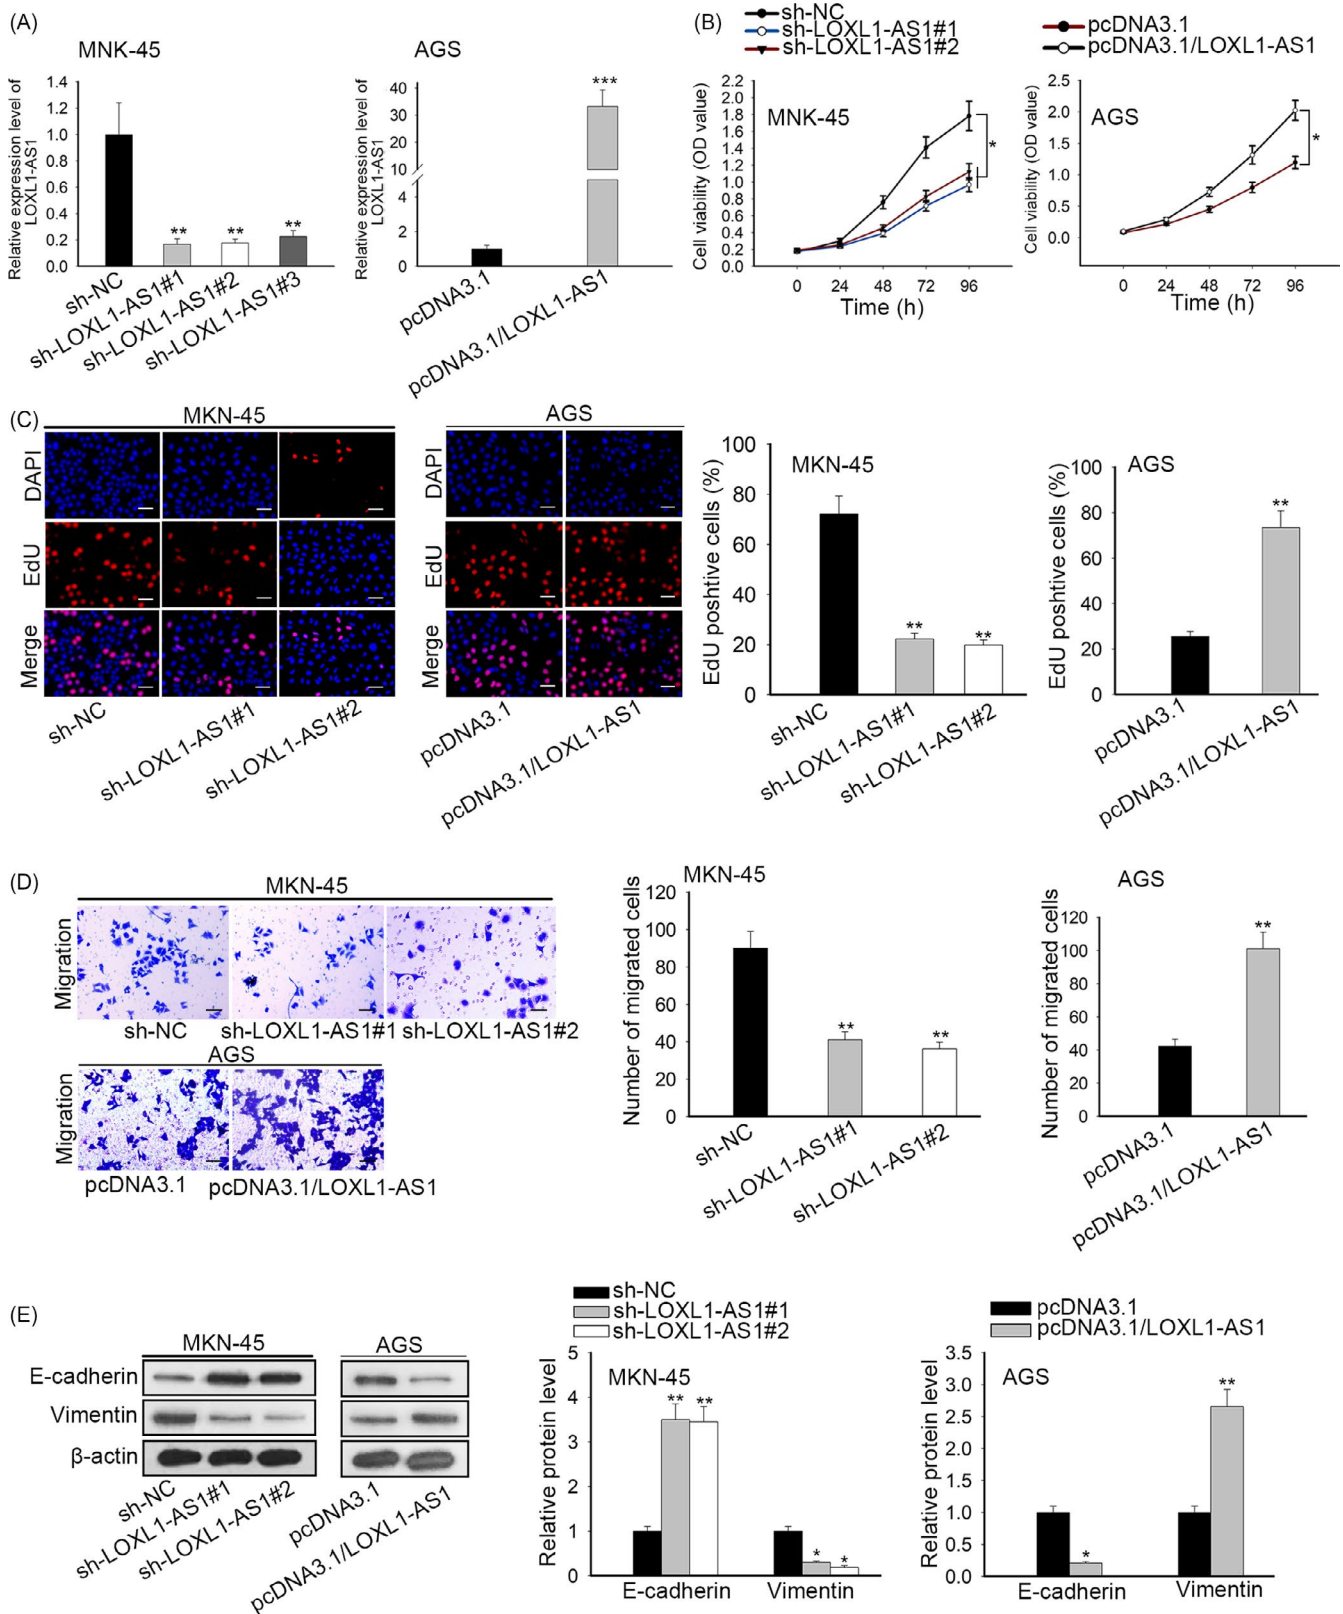 (A)
MNK-45
Relative expression level of
LOXL1-AS1
1.4
1.2
1.0
0.8
0.6
0.4
0.2
0.0
**
**
**
sh-NC
sh-LOXL1-AS1#1
sh-LOXL1-AS1#2
sh-LOXL1-AS1#3
AGS
Relative expression level of
LOXL1-AS1
40
30
20
10
4
2
0
***
pcDNA3.1
pcDNA3.1/LOXL1-AS1
(B)
sh-NC
sh-LOXL1-AS1#1
sh-LOXL1-AS1#2
MNK-45
Cell viability (OD value)
2.2
2.0
1.8
1.6
1.4
1.2
1.0
0.8
0.6
0.4
0.2
0.0
*
0 24 48 72 96
Time (h)
pcDNA3.1
pcDNA3.1/LOXL1-AS1
AGS
Cell viability (OD value)
2.5
2.0
1.5
1.0
0.5
0.0
*
0 24 48 72 96
Time (h)
(C)
MKN-45
DAPI
EdU
Merge
sh-NC
sh-LOXL1-AS1#1
sh-LOXL1-AS1#2
AGS
DAPI
EdU
Merge
pcDNA3.1
pcDNA3.1/LOXL1-AS1
MKN-45
EdU poshtive cells (%)
100
80
60
40
20
0
**
**
sh-NC
sh-LOXL1-AS1#1
sh-LOXL1-AS1#2
AGS
EdU positive cells (%)
100
80
60
40
20
0
**
pcDNA3.1
pcDNA3.1/LOXL1-AS1
(D)
MKN-45
Migration
sh-NC
sh-LOXL1-AS1#1
sh-LOXL1-AS1#2
AGS
Migration
pcDNA3.1
pcDNA3.1/LOXL1-AS1
MKN-45
Number of migrated cells
120
100
80
60
40
20
0
**
**
sh-NC
sh-LOXL1-AS1#1
sh-LOXL1-AS1#2
AGS
Number of migrated cells
120
100
80
60
40
20
0
**
pcDNA3.1
pcDNA3.1/LOXL1-AS1
(E)
MKN-45
AGS
E-cadherin
Vimentin
β-actin
sh-NC
sh-LOXL1-AS1#1
sh-LOXL1-AS1#2
pcDNA3.1
pcDNA3.1/LOXL1-AS1
sh-NC
sh-LOXL1-AS1#1
sh-LOXL1-AS1#2
MKN-45
Relative protein level
5
4
3
2
1
0
**
**
*
*
E-cadherin
Vimentin
pcDNA3.1
pcDNA3.1/LOXL1-AS1
AGS
Relative protein level
3.5
3.0
2.5
2.0
1.5
1.0
0.5
0.0
*
**
E-cadherin
Vimentin